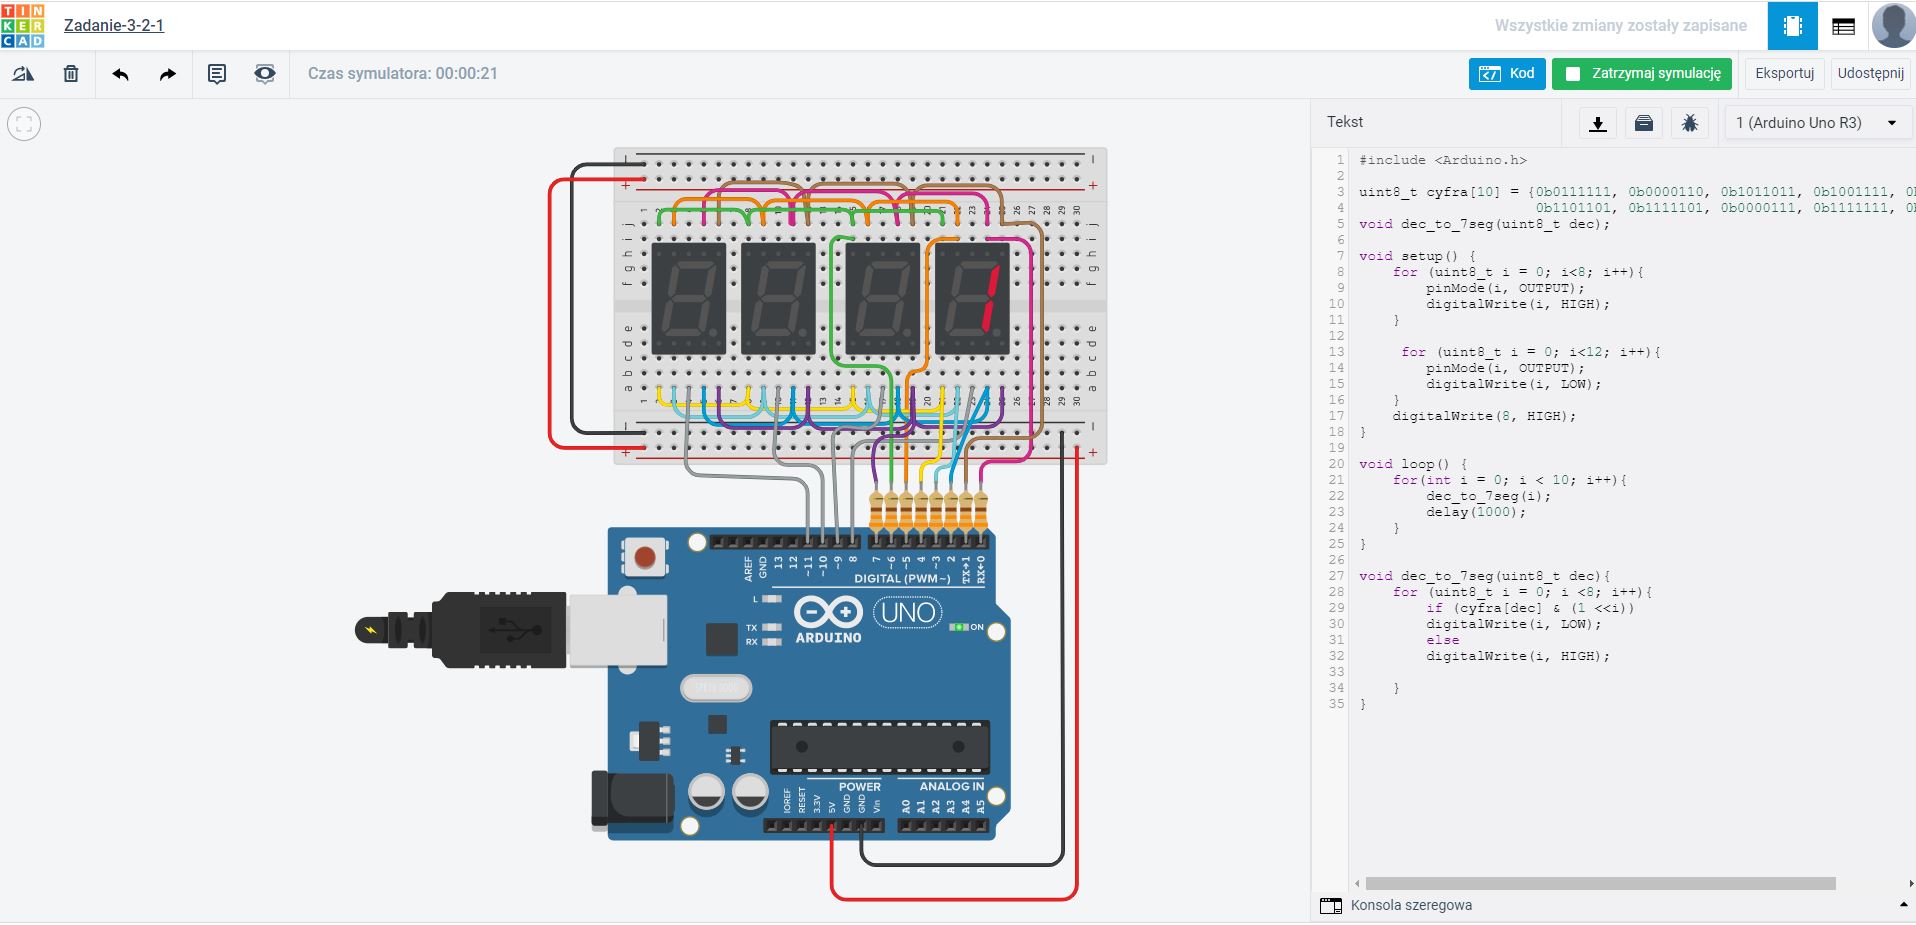 TIN
KER
CAD
Zadanie-3-2-1
Wszystkie zmiany zostały zapisane
Czas symulatora: 00:00:21
Kod
Zatrzymaj symulację
Eksportuj
Udostępnij
Tekst
1 (Arduino Uno R3)
1 #include <Arduino.h>
2
3 uint8_t cyfra[10] = {0b0111111, 0b0000110, 0b1011011, 0b1001111, 0
4 0b1101101, 0b1111101, 0b0000111, 0b1111111, 0
5 void dec_to_7seg(uint8_t dec);
6
7 void setup() {
8 for (uint8_t i = 0; i<8; i++){
9 pinMode(i, OUTPUT);
10 digitalWrite(i, HIGH);
11 }
12
13 for (uint8_t i = 0; i<12; i++){
14 pinMode(i, OUTPUT);
15 digitalWrite(i, LOW);
16 }
17 digitalWrite(8, HIGH);
18 }
19
20 void loop() {
21 for(int i = 0; i < 10; i++){
22 dec_to_7seg(i);
23 delay(1000);
24 }
25 }
26
27 void dec_to_7seg(uint8_t dec){
28 for (uint8_t i = 0; i <8; i++){
29 if (cyfra[dec] & (1 <<i))
30 digitalWrite(i, LOW);
31 else
32 digitalWrite(i, HIGH);
33
34 }
35 }
Konsola szeregowa
a b c d e f g h i j
a b c d e f g h i j
AREF GND 13 12 ~11 ~10 ~9 8 7 ~6 ~5 4 ~3 2 TX→1 RX←0
DIGITAL (PWM~)
L
TX
RX
ARDUINO
UNO
ON
POWER
ANALOG IN
IOREF RESET 3.3V 5V GND GND Vin A0 A1 A2 A3 A4 A5